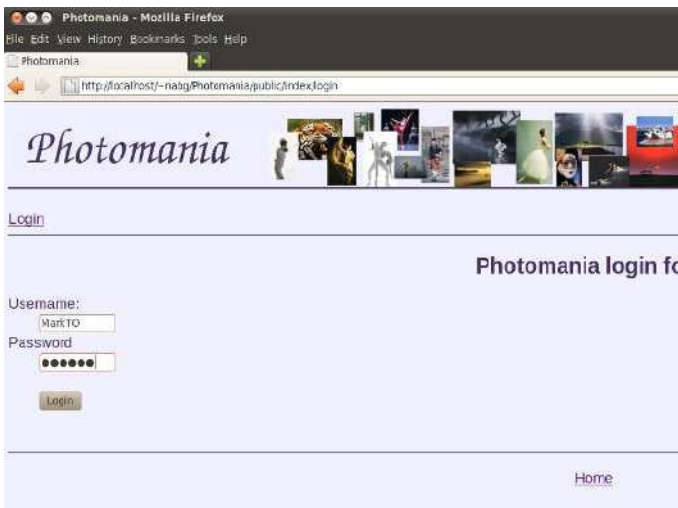 Photomania - Mozilla Firefox
File Edit View History Bookmarks Tools Help
Photomania
http://localhost/~nabg/Photomania/public/index/login
Photomania
Login
Photomania login fo
Username:
MarkTO
Password
●●●●●●
Login
Home